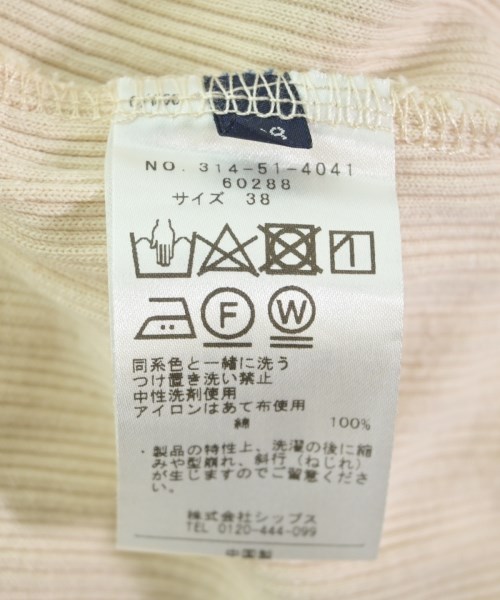 NO. 314-51-4041
60288
サイズ 38
F
W
同系色と一緒に洗う
つけ置き洗い禁止
中性洗剤使用
アイロンはあて布使用
綿 100%
・製品の特性上、洗濯の後に縮
みや型崩れ、斜行(ねじれ)
が生じますのでご留意くださ
い。
株式会社シップス
TEL 0120-444-099
中国製